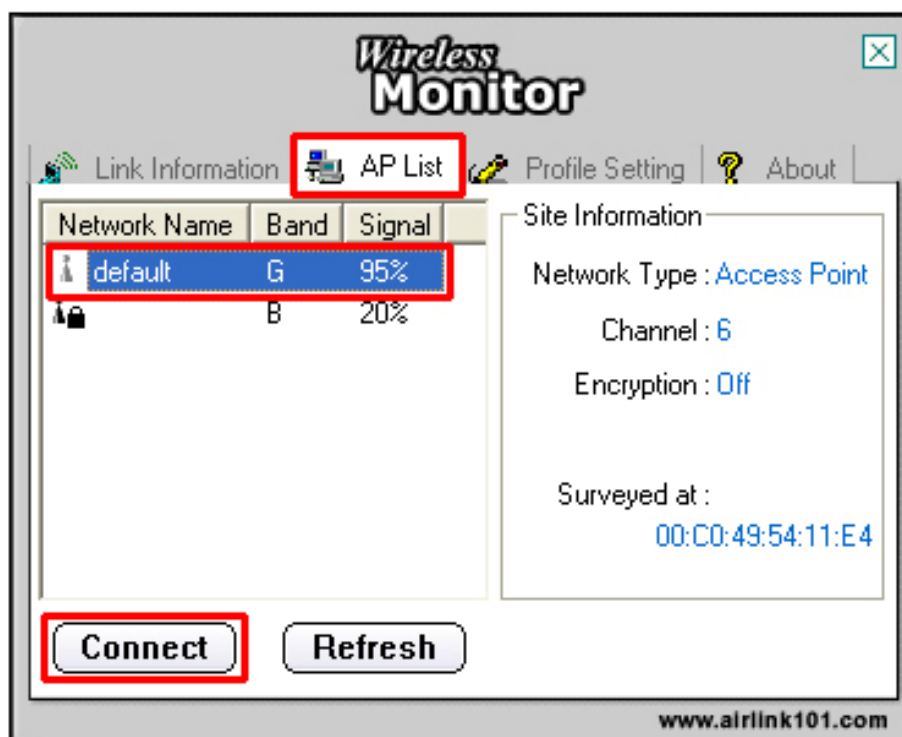 Wireless
Monitor
Link Information AP List Profile Setting About
Network Name Band Signal
default G 95%
B 20%
Site Information
Network Type : Access Point
Channel : 6
Encryption : Off
Surveyed at :
00:C0:49:54:11:E4
Connect Refresh
www.airlink101.com